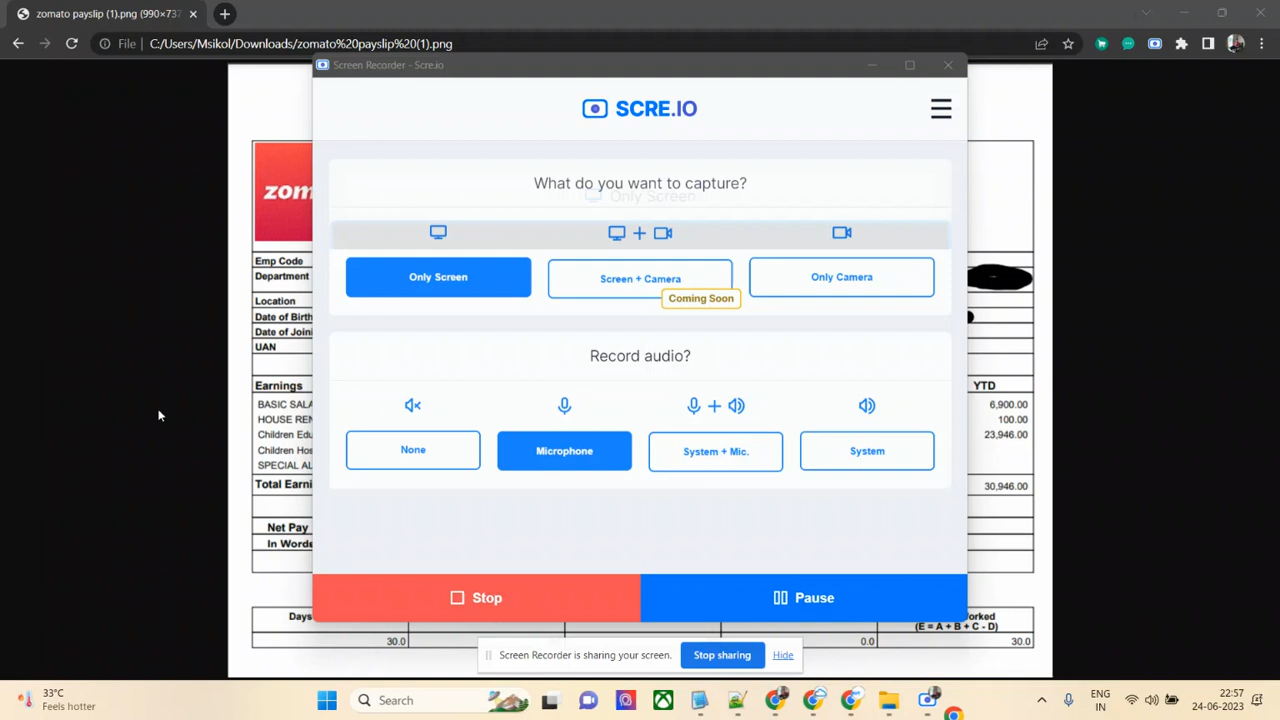 zomato payslip (1).png (990×737
File C:/Users/Msikol/Downloads/zomato%20payslip%20(1).png
Screen Recorder - Scre.io
SCRE.IO
What do you want to capture?
Only Screen
Only Screen
Screen + Camera
Only Camera
Coming Soon
Record audio?
None
Microphone
System + Mic.
System
Stop
Pause
zom
Emp Code
Department
Location
Date of Birth
Date of Joini
UAN
Earnings
YTD
BASIC SALA
6,900.00
HOUSE REN
100.00
Children Edu
23,946.00
Children Hos
SPECIAL AL
Total Earni
30,946.00
Net Pay
In Words
Days
orked
(E = A + B + C - D)
30.0
0.0
30.0
Screen Recorder is sharing your screen.
Stop sharing
Hide
33°C
Feels hotter
Search
ENG
IN
22:57
24-06-2023